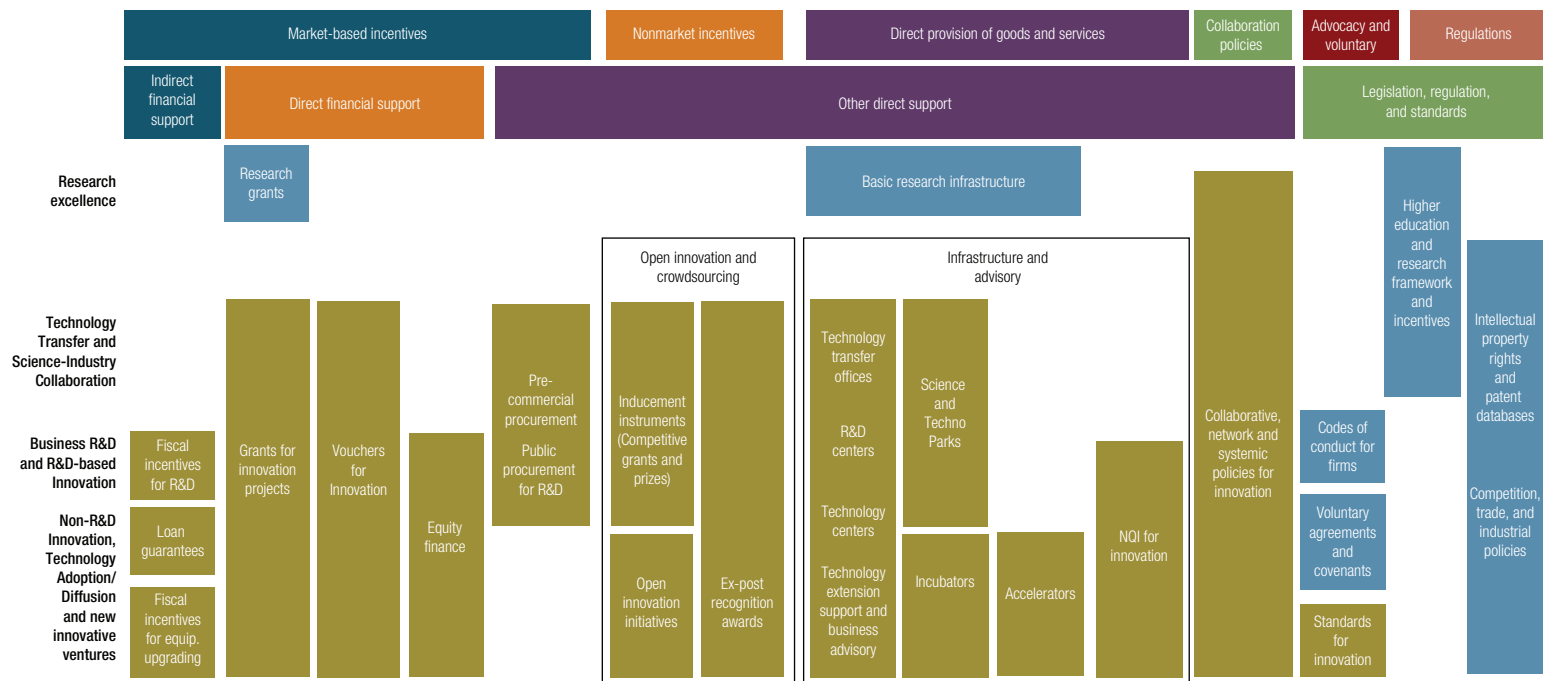 Market-based incentives
Nonmarket incentives
Direct provision of goods and services
Collaboration
policies
Advocacy and
voluntary
Regulations
Indirect
financial
support
Direct financial support
Other direct support
Legislation, regulation,
and standards
Research
excellence
Research
grants
Basic research infrastructure
Higher
education
and
research
framework
and
incentives
Open innovation and
crowdsourcing
Infrastructure and
advisory
Technology
Transfer and
Science-Industry
Collaboration
Pre-
commercial
procurement
Public
procurement
for R&D
Inducement
instruments
(Competitive
grants and
prizes)
Technology
transfer
offices
R&D
centers
Technology
centers
Technology
extension
support and
business
advisory
Science
and
Techno
Parks
Intellectual
property
rights
and
patent
databases
Competition,
trade, and
industrial
policies
Business R&D
and R&D-based
Innovation
Fiscal
incentives
for R&D
Grants for
innovation
projects
Vouchers
for
Innovation
Equity
finance
Collaborative,
network and
systemic
policies for
innovation
Codes of
conduct for
firms
Non-R&D
Innovation,
Technology
Adoption/
Diffusion
and new
innovative
ventures
Loan
guarantees
Fiscal
incentives
for equip.
upgrading
Open
innovation
initiatives
Ex-post
recognition
awards
Incubators
Accelerators
NQI for
innovation
Voluntary
agreements
and
covenants
Standards
for
innovation